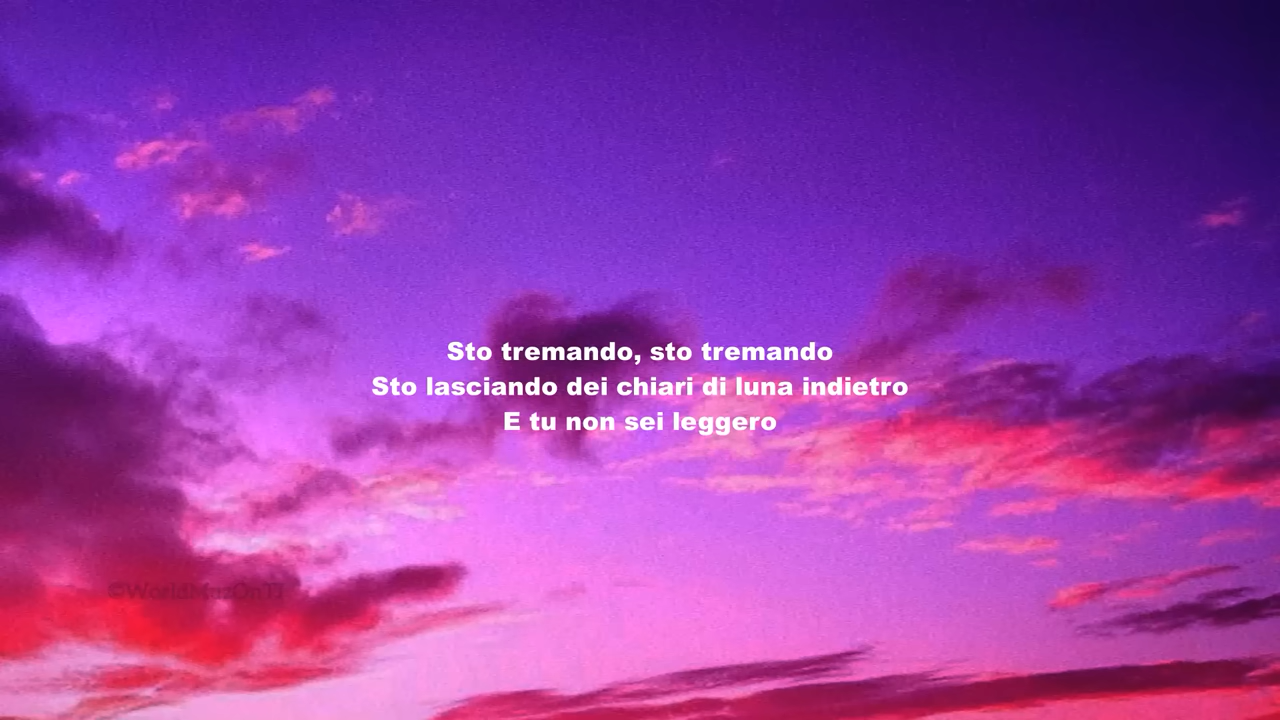 Sto tremando, sto tremando
Sto lasciando dei chiari di luna indietro
E tu non sei leggero